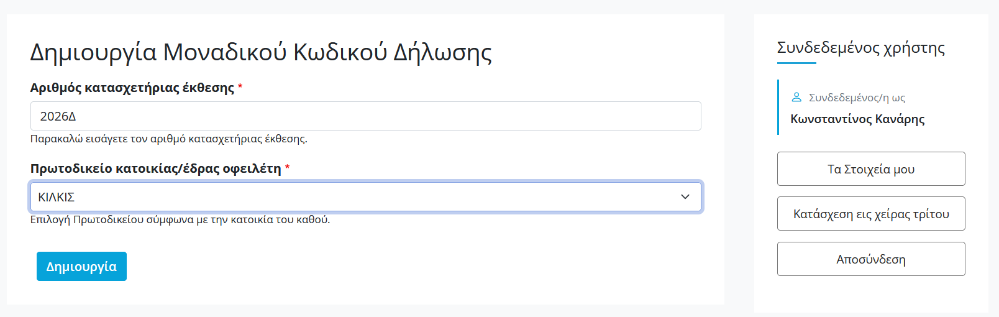 Δημιουργία Μοναδικού Κωδικού Δήλωσης
Αριθμός κατασχετήριας έκθεσης *
2026Δ
Παρακαλώ εισάγετε τον αριθμό κατασχετήριας έκθεσης.
Πρωτοδικείο κατοικίας/έδρας οφειλέτη *
ΚΙΛΚΙΣ
Επιλογή Πρωτοδικείου σύμφωνα με την κατοικία του καθού.
Δημιουργία
Συνδεδεμένος χρήστης
Συνδεδεμένος/η ως
Κωνσταντίνος Κανάρης
Τα Στοιχεία μου
Κατάσχεση εις χείρας τρίτου
Αποσύνδεση